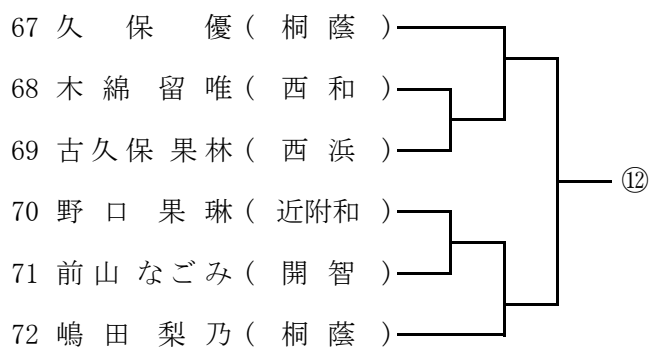 67 久保 優 ( 桐蔭 )
68 木綿 留唯 ( 西和 )
69 古久保 果林 ( 西浜 )
70 野口 果琳 ( 近附和 )
71 前山 なごみ ( 開智 )
72 嶋田 梨乃 ( 桐蔭 )
⑫